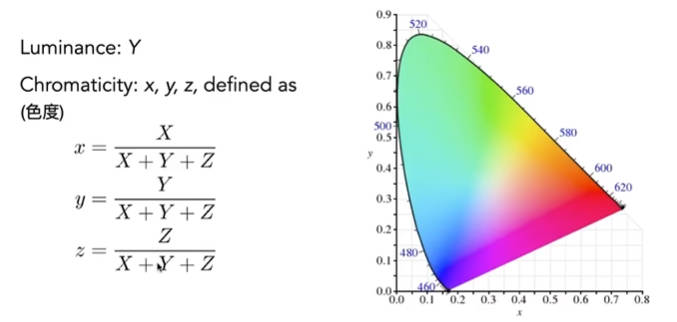 Luminance: Y
Chromaticity: x, y, z, defined as
(色度)
x = X / (X + Y + Z)
y = Y / (X + Y + Z)
z = Z / (X + Y + Z)
0.9
520
0.8
540
0.7
560
0.6
500
0.5
580
y
0.4
600
620
0.3
0.2
480
0.1
460
0.0
0.0 0.1 0.2 0.3 0.4 0.5 0.6 0.7 0.8
x